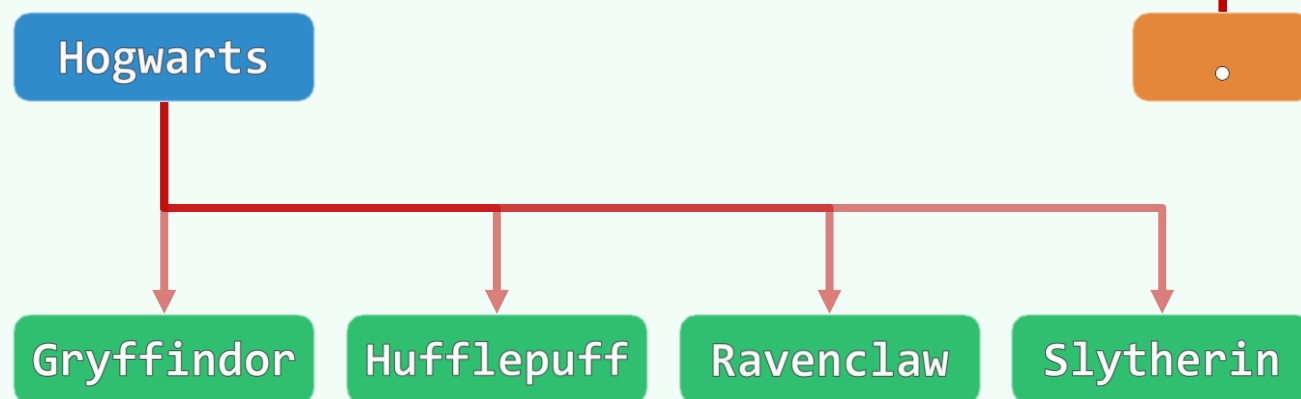 Hogwarts
Gryffindor
Hufflepuff
Ravenclaw
Slytherin